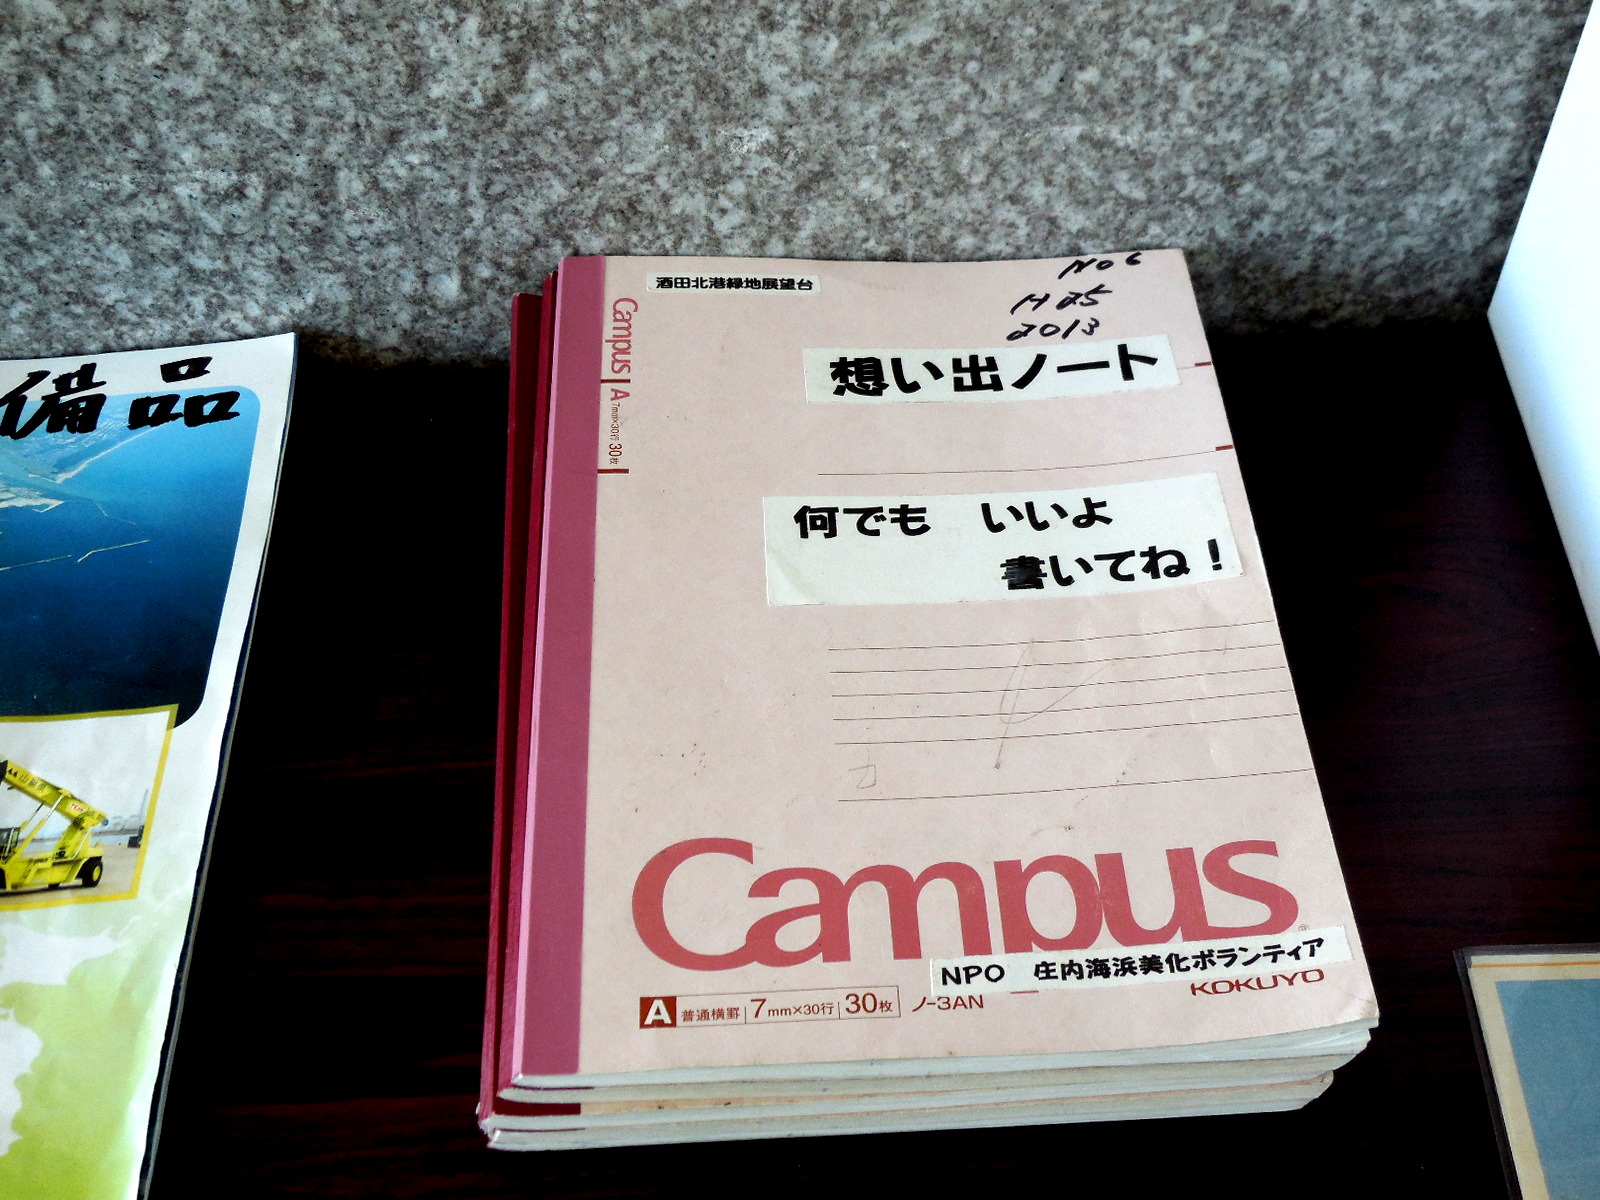 備品
酒田北港緑地展望台
No 6
H25
2013
想い出ノート
何でも いいよ
書いてね！
Campus A 7mm×30行 30枚
Campus
NPO 庄内海浜美化ボランティア
KOKUYO
A 普通横罫 7mm×30行 30枚 ノ-3AN